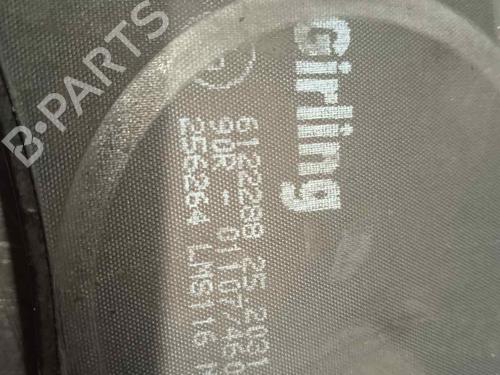 B-PARTS
Girling
6122288 25.2031
90R - 01107/460
256264 LMS116